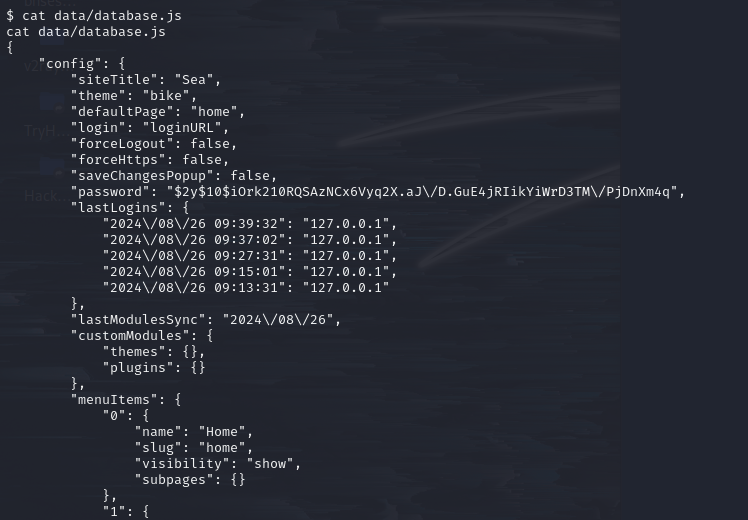 $ cat data/database.js
cat data/database.js
{
    "config": {
        "siteTitle": "Sea",
        "theme": "bike",
        "defaultPage": "home",
        "login": "loginURL",
        "forceLogout": false,
        "forceHttps": false,
        "saveChangesPopup": false,
        "password": "$2y$10$iOrk210RQSAzNCx6Vyq2X.aJ\/D.GuE4jRIikYiWrD3TM\/PjDnXm4q",
        "lastLogins": {
            "2024\/08\/26 09:39:32": "127.0.0.1",
            "2024\/08\/26 09:37:02": "127.0.0.1",
            "2024\/08\/26 09:27:31": "127.0.0.1",
            "2024\/08\/26 09:15:01": "127.0.0.1",
            "2024\/08\/26 09:13:31": "127.0.0.1"
        },
        "lastModulesSync": "2024\/08\/26",
        "customModules": {
            "themes": {},
            "plugins": {}
        },
        "menuItems": {
            "0": {
                "name": "Home",
                "slug": "home",
                "visibility": "show",
                "subpages": {}
            },
            "1": {
TryH...
Hack...